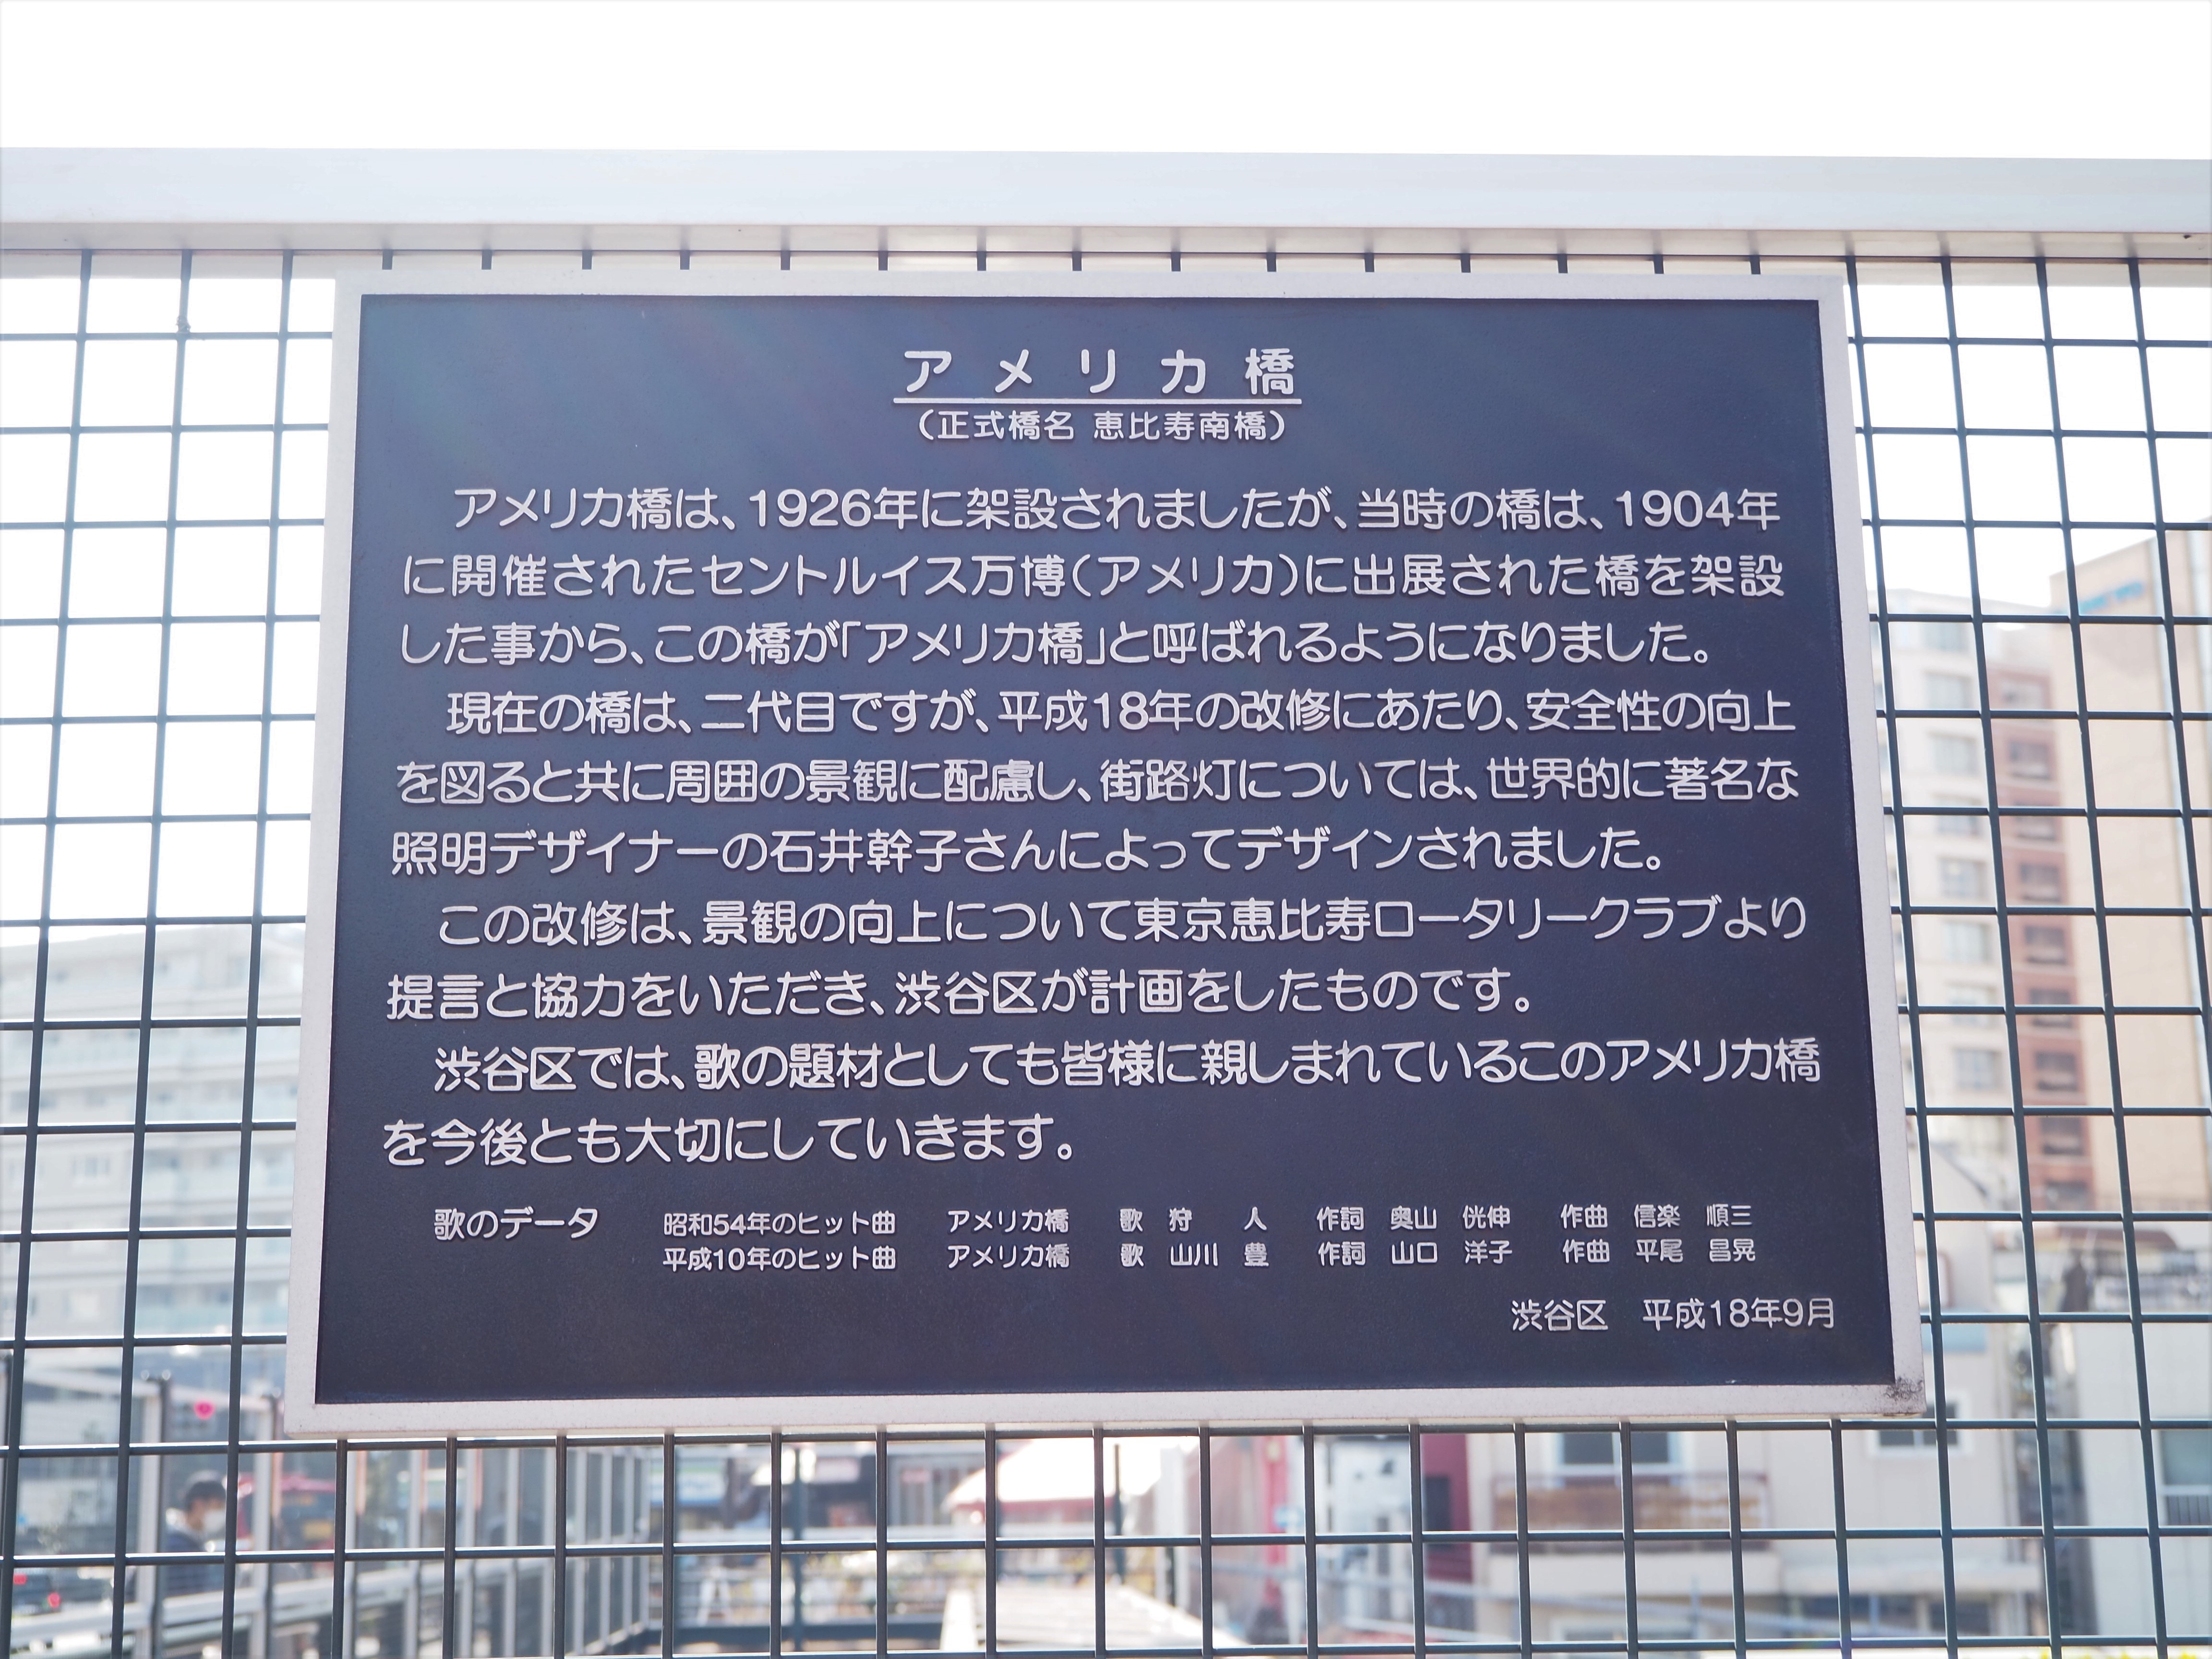 アメリカ橋
(正式橋名 恵比寿南橋)
アメリカ橋は、1926年に架設されましたが、当時の橋は、1904年
に開催されたセントルイス万博(アメリカ)に出展された橋を架設
した事から、この橋が「アメリカ橋」と呼ばれるようになりました。
現在の橋は、二代目ですが、平成18年の改修にあたり、安全性の向上
を図ると共に周囲の景観に配慮し、街路灯については、世界的に著名な
照明デザイナーの石井幹子さんによってデザインされました。
この改修は、景観の向上について東京恵比寿ロータリークラブより
提言と協力をいただき、渋谷区が計画をしたものです。
渋谷区では、歌の題材としても皆様に親しまれているこのアメリカ橋
を今後とも大切にしていきます。
歌のデータ 昭和54年のヒット曲 アメリカ橋 歌 狩 人 作詞 奥山 侊伸 作曲 信楽 順三
平成10年のヒット曲 アメリカ橋 歌 山川 豊 作詞 山口 洋子 作曲 平尾 昌晃
渋谷区 平成18年9月